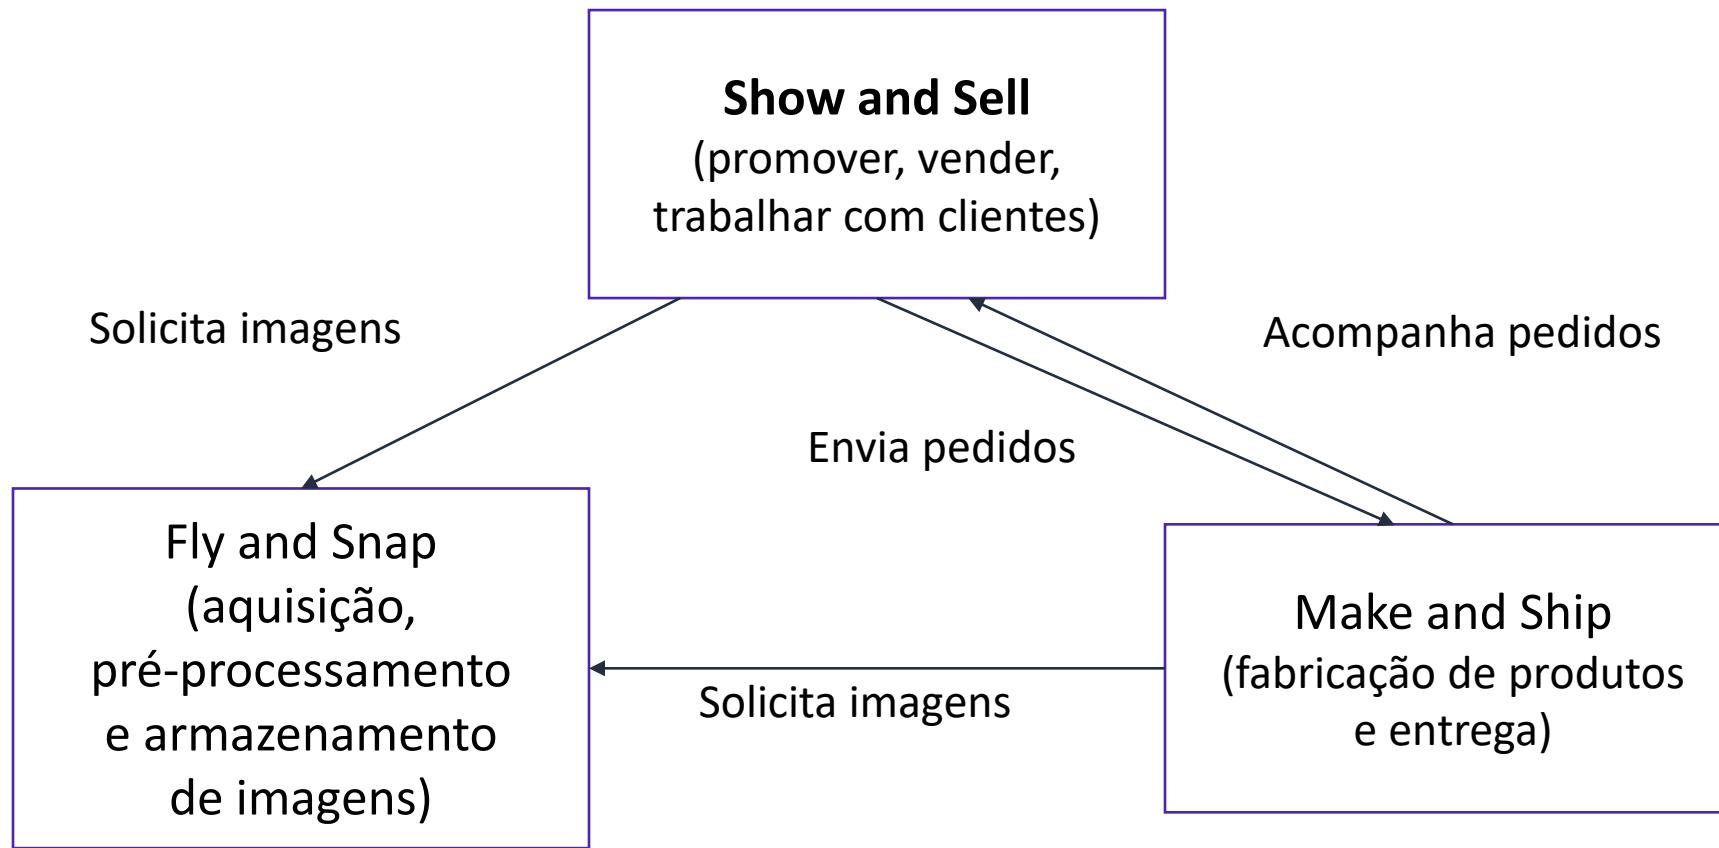 Show and Sell
(promover, vender,
trabalhar com clientes)
Solicita imagens
Acompanha pedidos
Envia pedidos
Fly and Snap
(aquisição,
pré-processamento
e armazenamento
de imagens)
Solicita imagens
Make and Ship
(fabricação de produtos
e entrega)